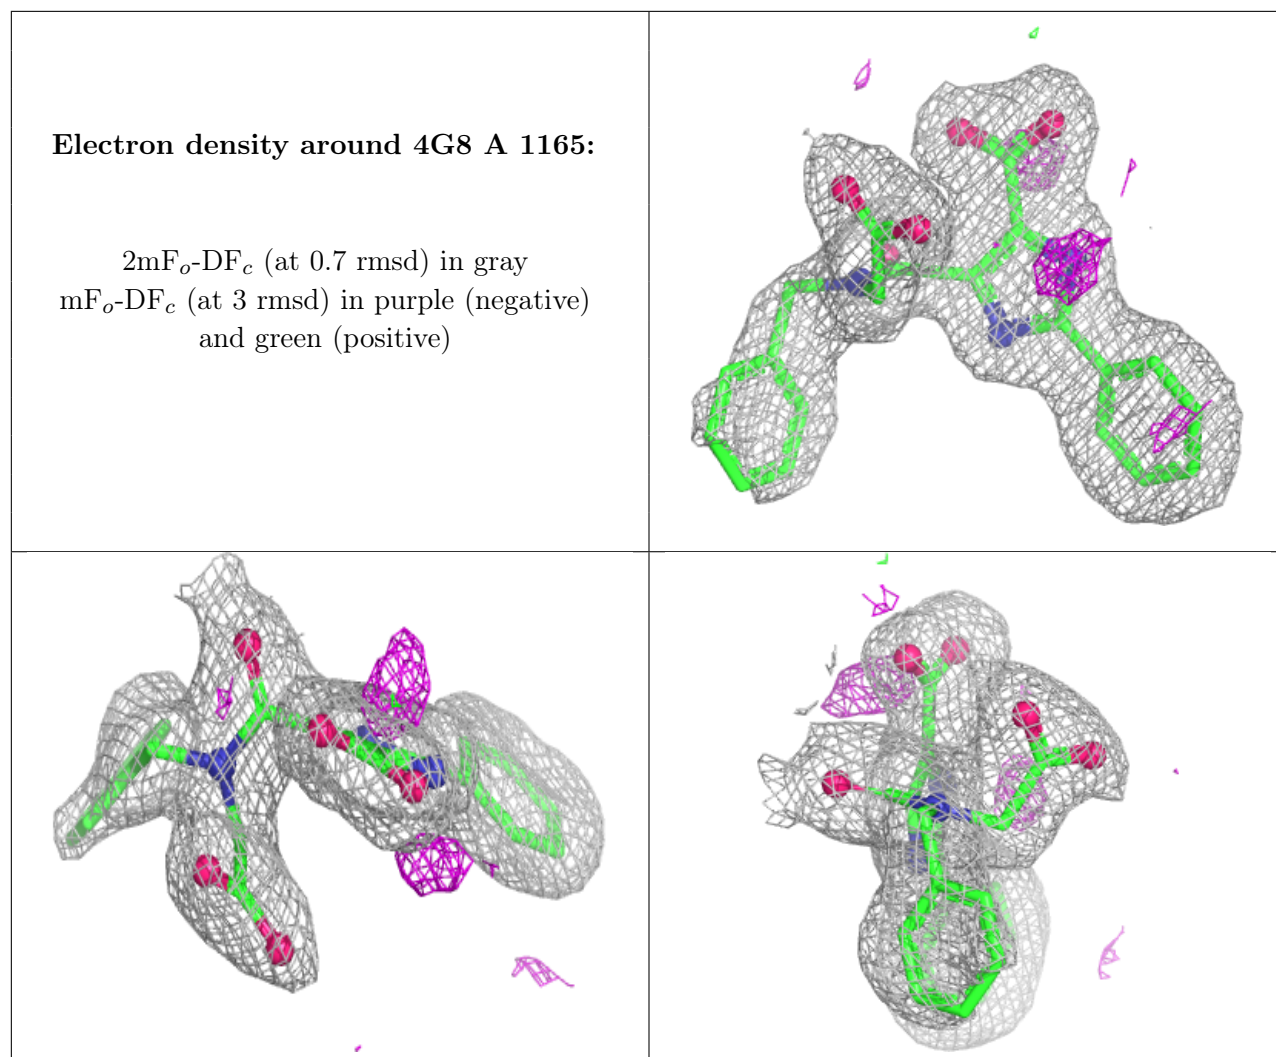 Electron density around 4G8 A 1165:
2mFₒ-DF𝒸 (at 0.7 rmsd) in gray
mFₒ-DF𝒸 (at 3 rmsd) in purple (negative)
and green (positive)